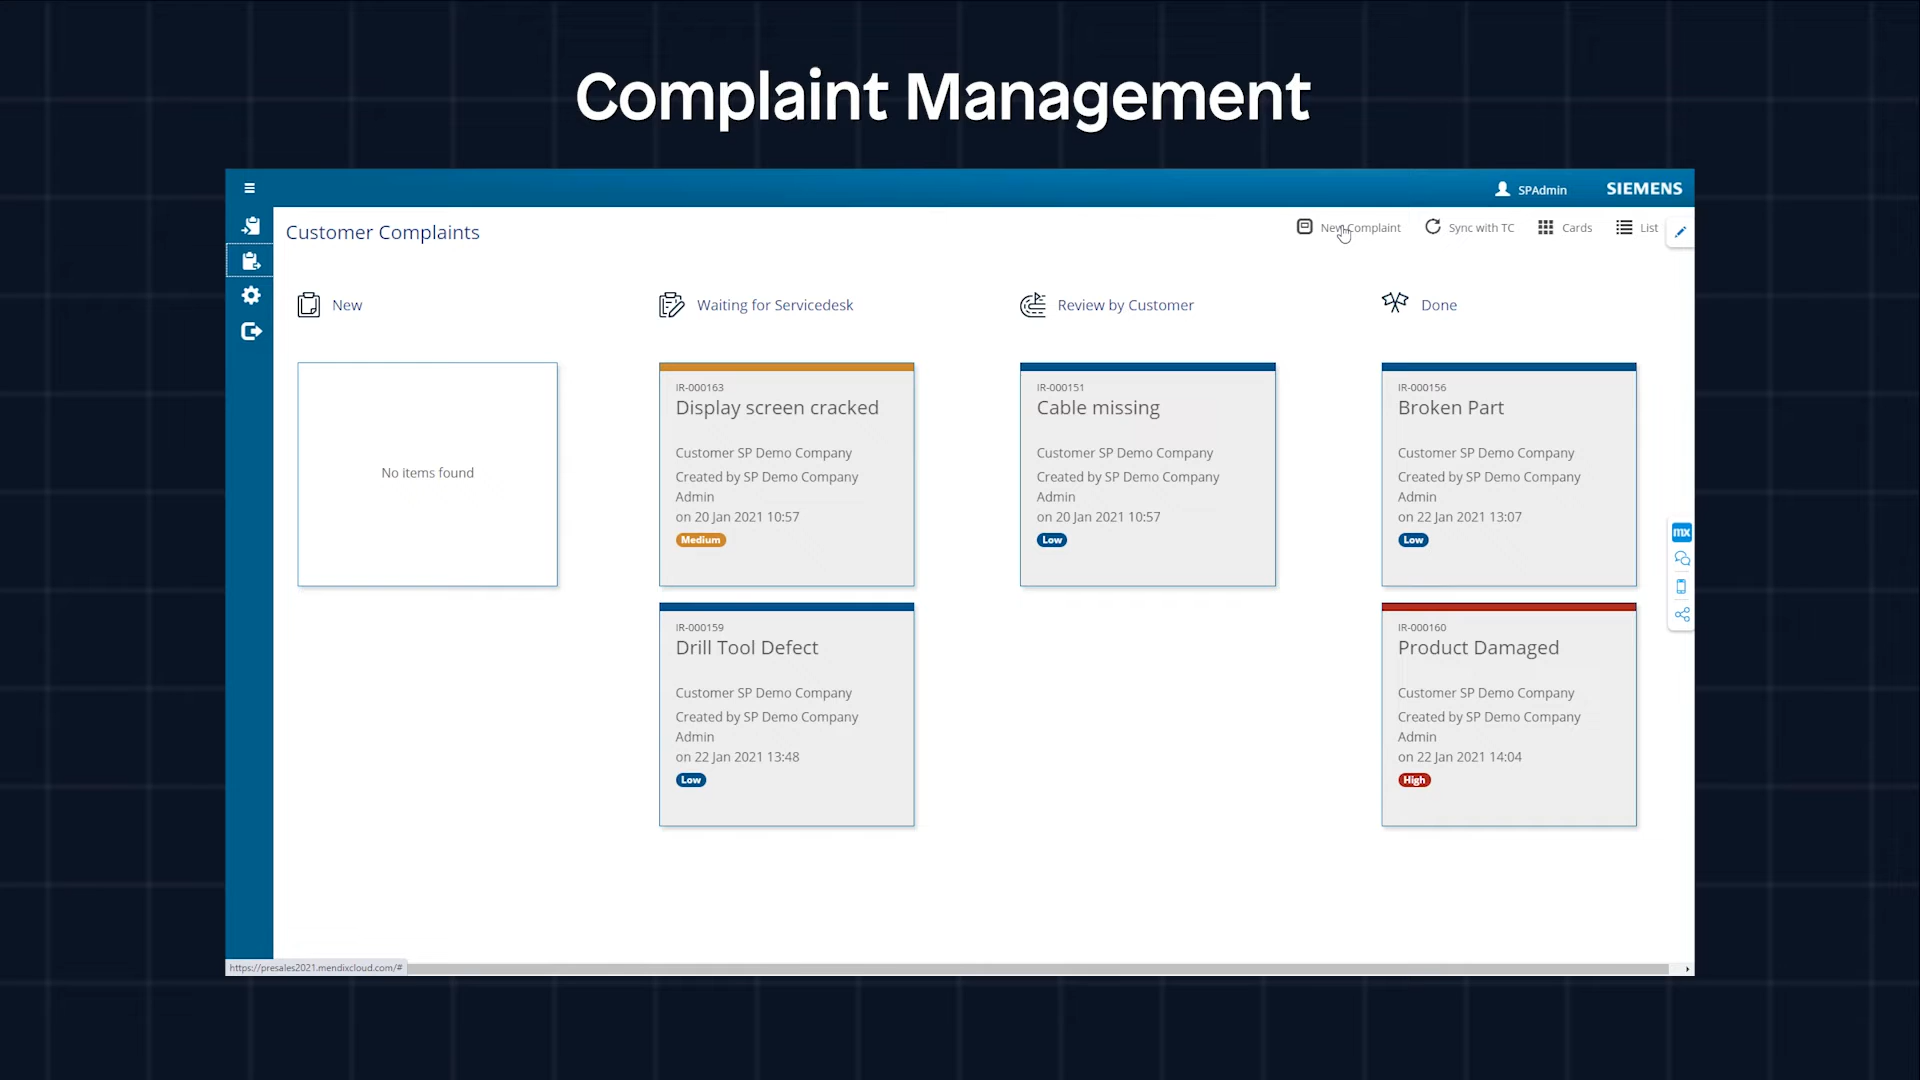 Complaint Management
SPAdmin
SIEMENS
Customer Complaints
New Complaint
Sync with TC
Cards
List
New
Waiting for Servicedesk
Review by Customer
Done
No items found
IR-000163
Display screen cracked
Customer SP Demo Company
Created by SP Demo Company
Admin
on 20 Jan 2021 10:57
Medium
IR-000159
Drill Tool Defect
Customer SP Demo Company
Created by SP Demo Company
Admin
on 22 Jan 2021 13:48
Low
IR-000151
Cable missing
Customer SP Demo Company
Created by SP Demo Company
Admin
on 20 Jan 2021 10:57
Low
IR-000156
Broken Part
Customer SP Demo Company
Created by SP Demo Company
Admin
on 22 Jan 2021 13:07
Low
IR-000160
Product Damaged
Customer SP Demo Company
Created by SP Demo Company
Admin
on 22 Jan 2021 14:04
High
mx
https://presales2021.mendixcloud.com/#